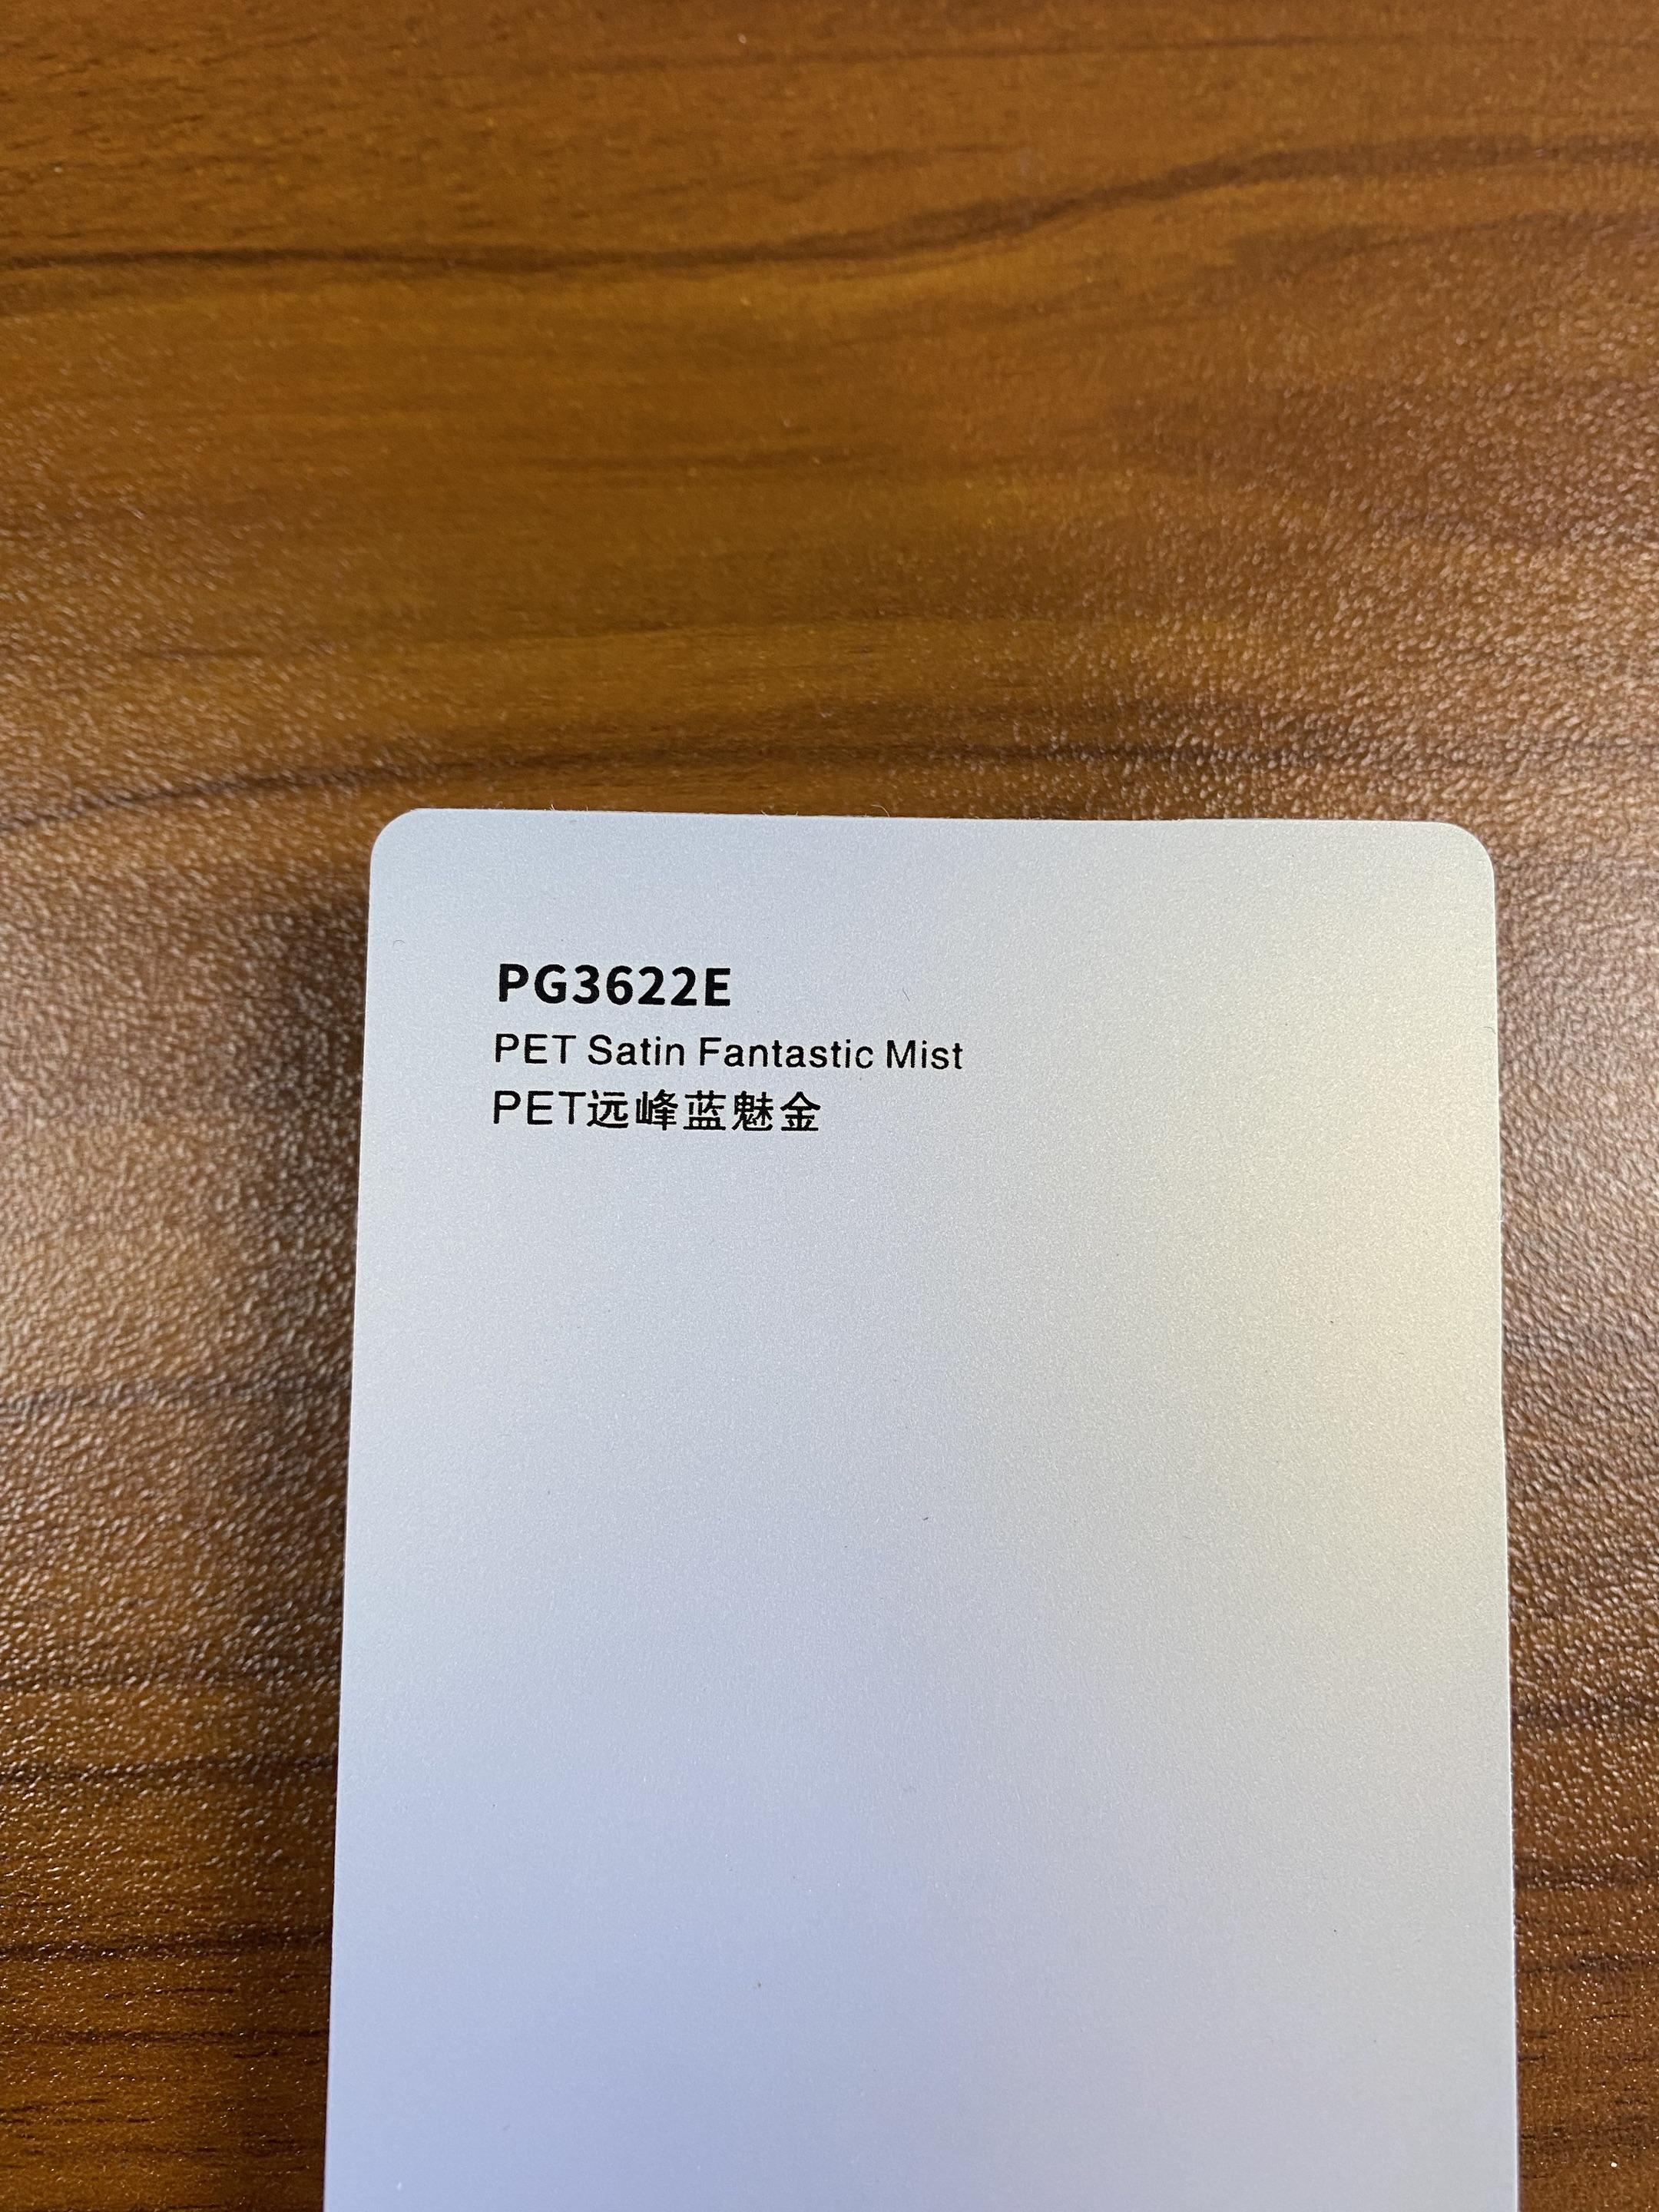 PG3622E
PET Satin Fantastic Mist
PET远峰蓝魅金